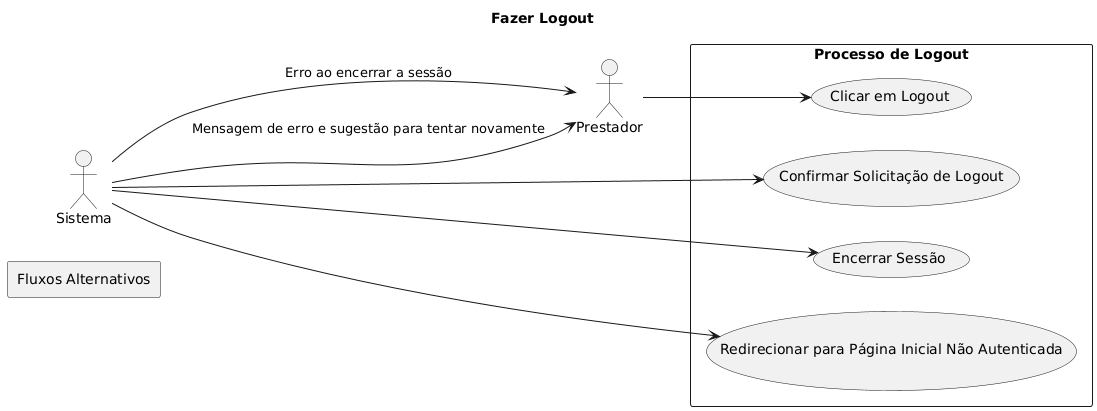 Fazer Logout
Processo de Logout
Erro ao encerrar a sessão
Clicar em Logout
Prestador
Mensagem de erro e sugestão para tentar novamente
Confirmar Solicitação de Logout
Sistema
Encerrar Sessão
Fluxos Alternativos
Redirecionar para Página Inicial Não Autenticada